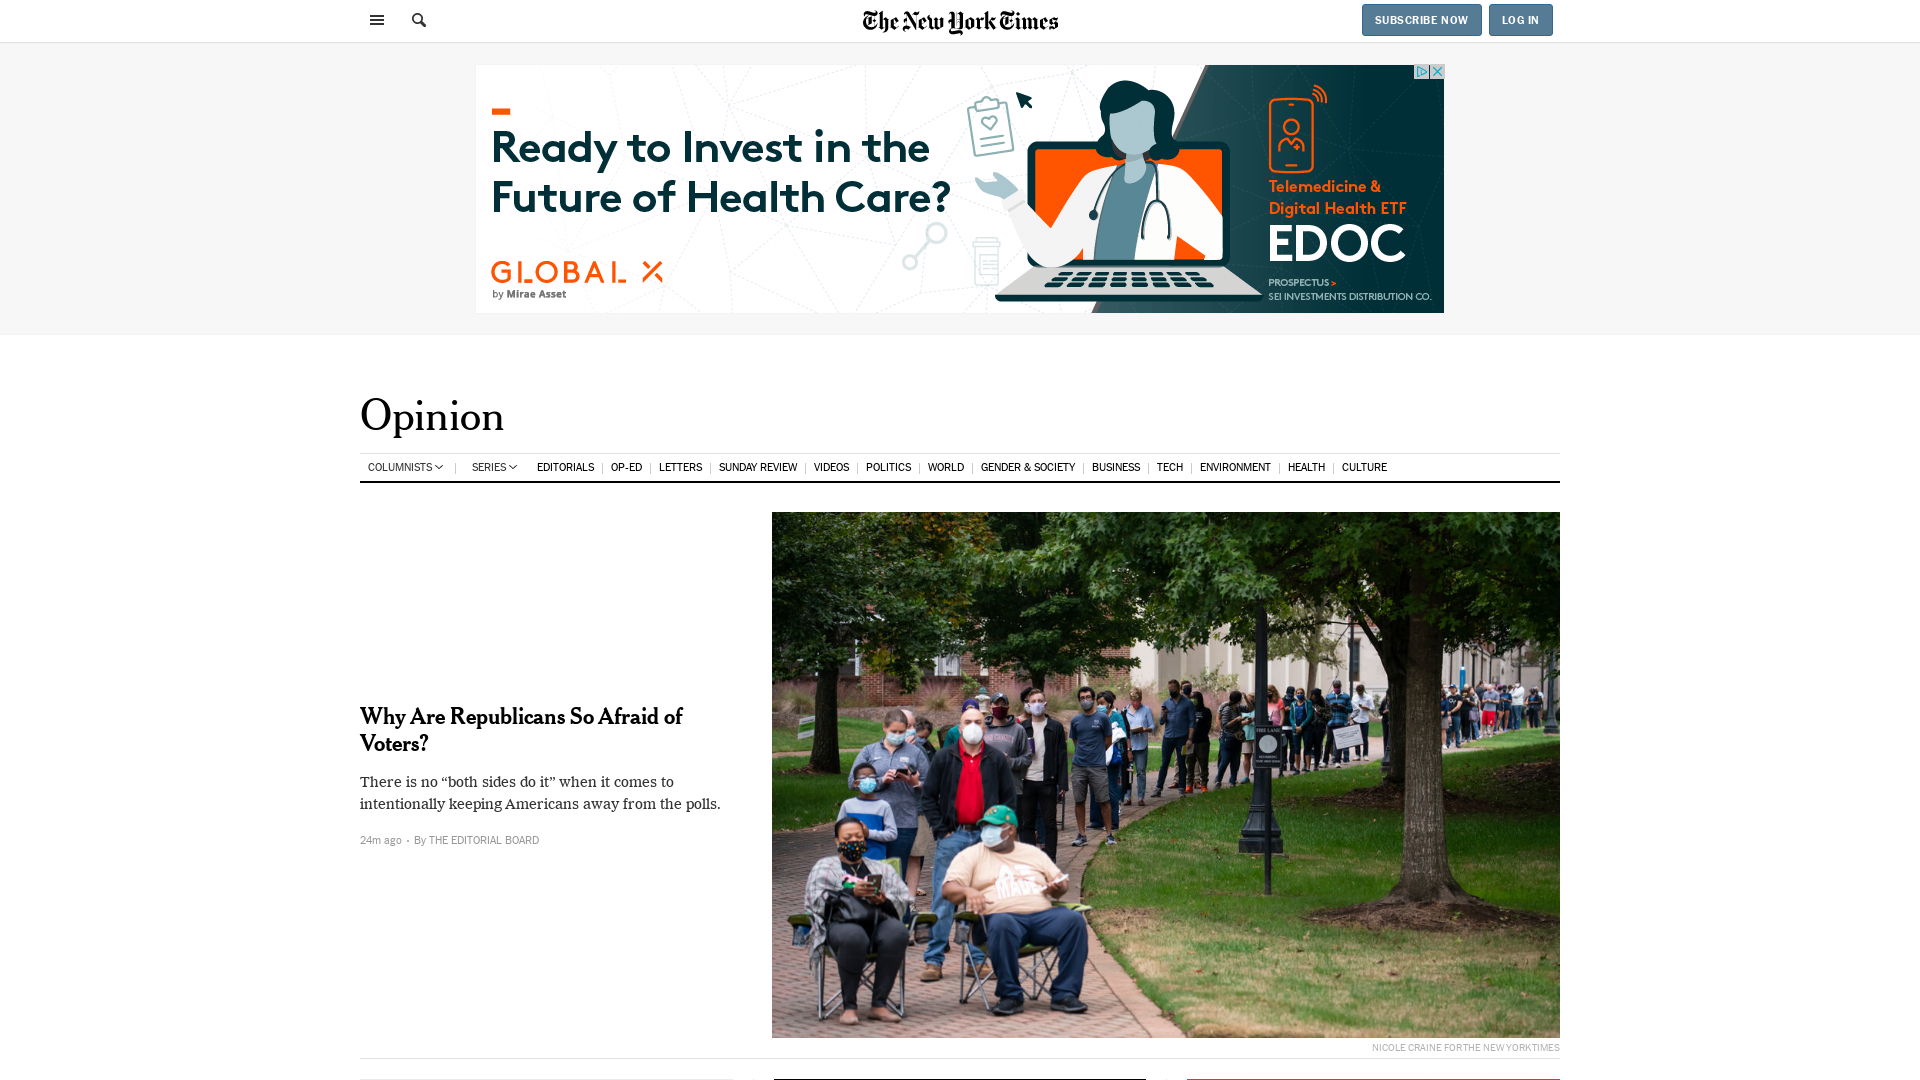 The New York Times
SUBSCRIBE NOW
LOG IN
Ready to Invest in the
Future of Health Care?
GLOBAL X
by Mirae Asset
Telemedicine &
Digital Health ETF
EDOC
PROSPECTUS >
SEI INVESTMENTS DISTRIBUTION CO.
Opinion
COLUMNISTS
SERIES
EDITORIALS
OP-ED
LETTERS
SUNDAY REVIEW
VIDEOS
POLITICS
WORLD
GENDER & SOCIETY
BUSINESS
TECH
ENVIRONMENT
HEALTH
CULTURE
Why Are Republicans So Afraid of
Voters?
There is no “both sides do it” when it comes to
intentionally keeping Americans away from the polls.
24m ago • By THE EDITORIAL BOARD
NICOLE CRAINE FOR THE NEW YORK TIMES